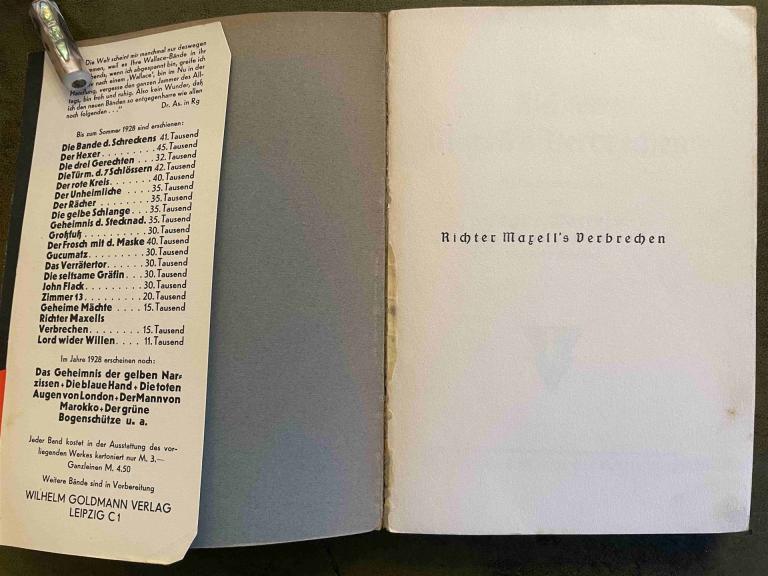 Die Welt scheint mir manchmal nur deswegen
weil es Ihre Wallace-Bände in ihr
wenn ich abgespannt bin, greife ich
nach einem „Wallace", bin im Nu in der
Handlung, vergesse den ganzen Jammer des All-
tags, bin froh und ruhig. Also kein Wunder, daß
ich den neuen Bänden so entgegenharre wie allen
noch folgenden . . ."
Dr. As. in Rg
Bis zum Sommer 1928 sind erschienen:
Die Bande d. Schreckens 41. Tausend
Der Hexer . . . . . . . . . 45. Tausend
Die drei Gerechten . . . 32. Tausend
Die Tür m. d. 7 Schlössern 42. Tausend
Der rote Kreis. . . . . . . 40. Tausend
Der Unheimliche . . . . 35. Tausend
Der Rächer . . . . . . . . 35. Tausend
Die gelbe Schlange. . . 35. Tausend
Geheimnis d. Stecknad. 35. Tausend
Großfuß . . . . . . . . . . 30. Tausend
Der Frosch mit d. Maske 40. Tausend
Gucumatz. . . . . . . . . . 30. Tausend
Das Verrätertor. . . . . . 30. Tausend
Die seltsame Gräfin . . . 30. Tausend
John Flack. . . . . . . . . 30. Tausend
Zimmer 13 . . . . . . . . . 20. Tausend
Geheime Mächte . . . . 15. Tausend
Richter Maxells
Verbrechen. . . . . . . . 15. Tausend
Lord wider Willen. . . . 11. Tausend
Im Jahre 1928 erscheinen noch:
Das Geheimnis der gelben Nar-
zissen + Die blaue Hand + Die toten
Augen von London + Der Mann von
Marokko + Der grüne
Bogenschütze u. a.
Jeder Band kostet in der Ausstattung des vor-
liegenden Werkes kartoniert nur M. 3.—
Ganzleinen M. 4.50
Weitere Bände sind in Vorbereitung
WILHELM GOLDMANN VERLAG
LEIPZIG C 1
Richter Maxell's Verbrechen